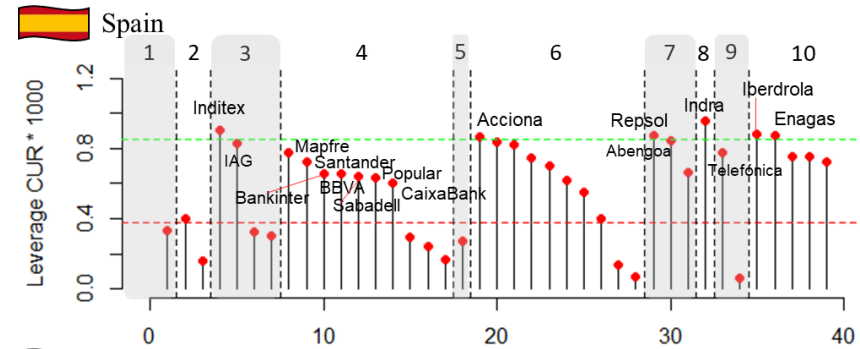 Spain
1 2 3 4 5 6 7 8 9 10
Leverage CUR * 1000
1.2
0.8
0.4
0.0
Inditex
IAG
Mapfre
Santander
Bankinter
BBVA
Popular
Sabadell
CaixaBahk
Acciona
Repsol
Abengoa
Indra
Telefónica
Iberdrola
Enagas
0 10 20 30 40